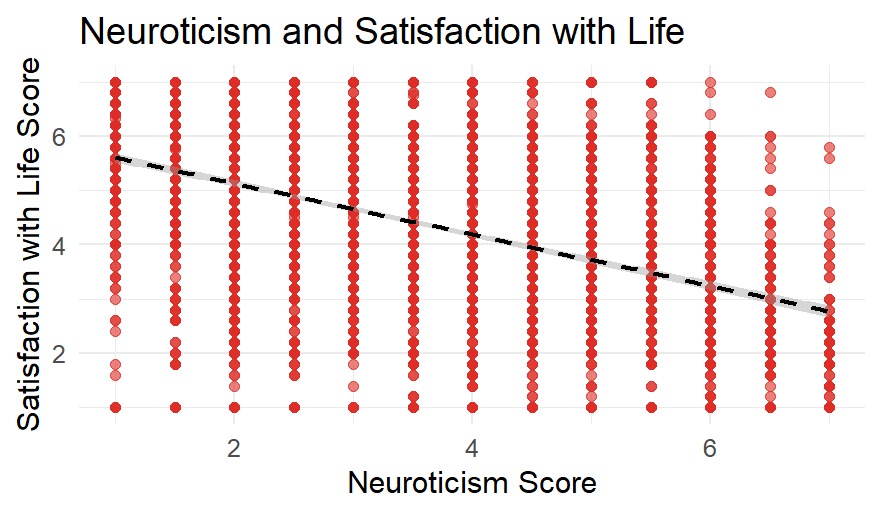 Neuroticism and Satisfaction with Life
Satisfaction with Life Score
6
4
2
2
4
6
Neuroticism Score